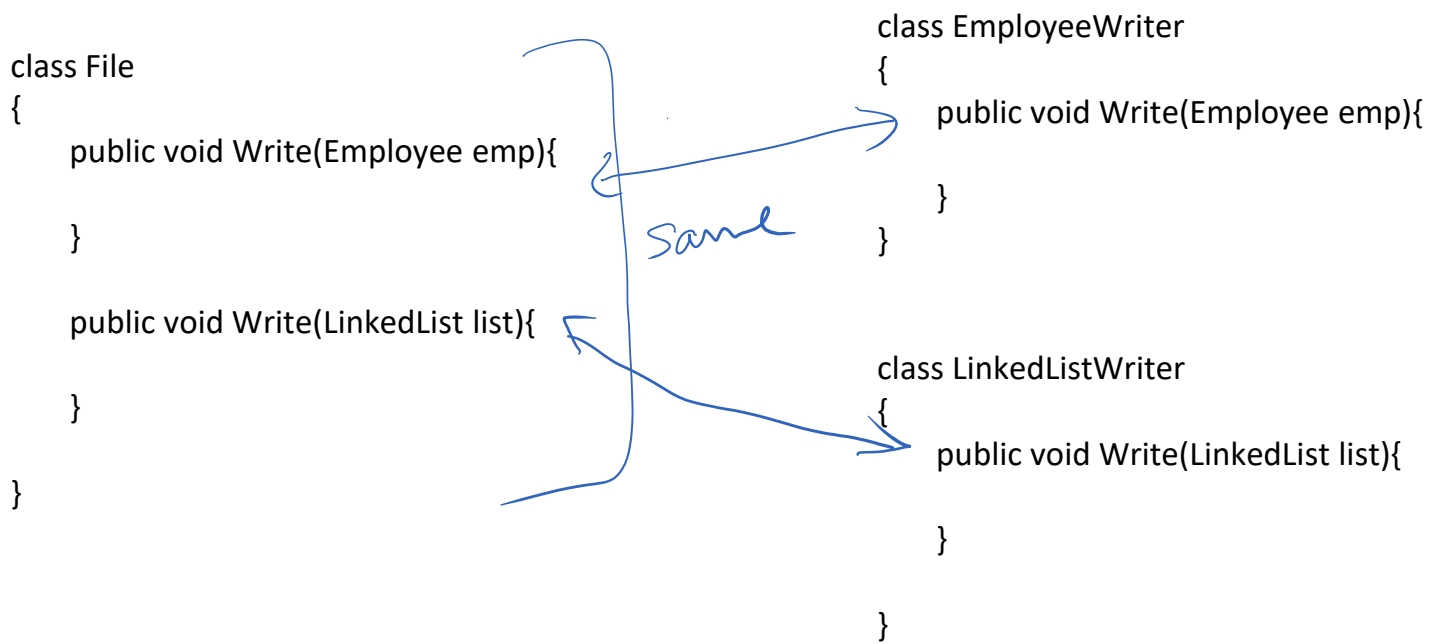 class File
{
public void Write(Employee emp){
}
public void Write(LinkedList list){
}
}
same
class EmployeeWriter
{
public void Write(Employee emp){
}
}
class LinkedListWriter
{
public void Write(LinkedList list){
}
}